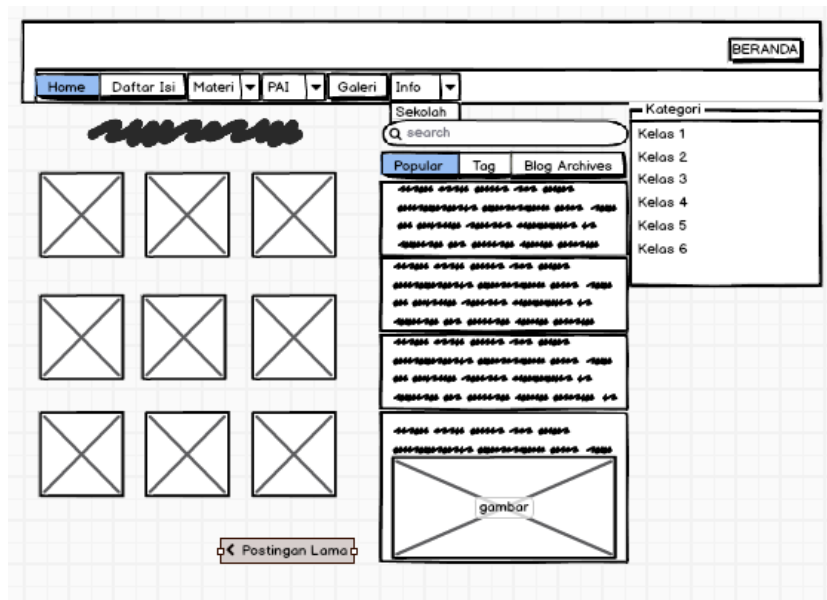 BERANDA
Home Daftar Isi Materi PAI Galeri Info
Sekolah
search
Popular Tag Blog Archives
Kategori
Kelas 1
Kelas 2
Kelas 3
Kelas 4
Kelas 5
Kelas 6
gambar
Postingan Lama